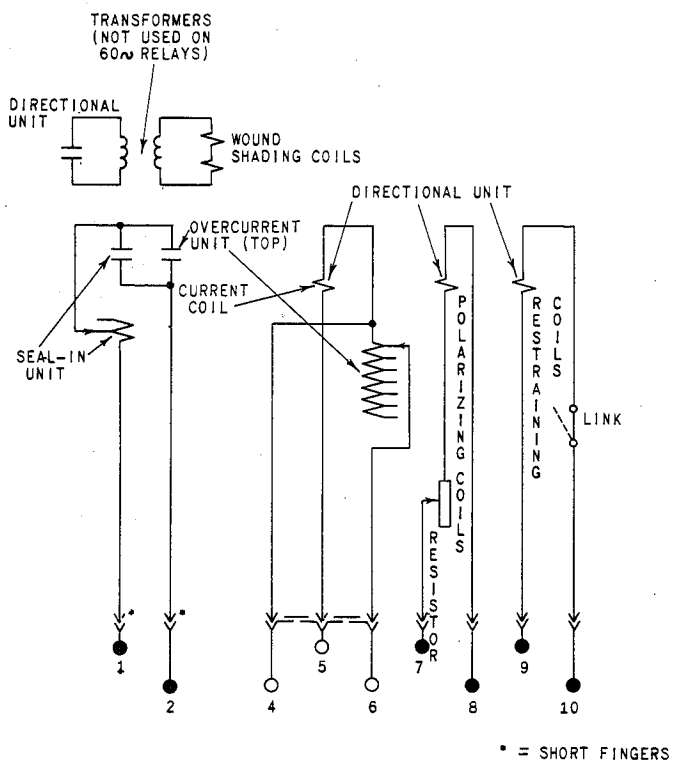 TRANSFORMERS
(NOT USED ON
60~ RELAYS)
DIRECTIONAL
UNIT
WOUND
SHADING COILS
DIRECTIONAL UNIT
OVERCURRENT
UNIT (TOP)
CURRENT
COIL
SEAL-IN
UNIT
POLARIZING COILS
RESTRAINING
COILS
LINK
RESISTOR
* *
1 2 4 5 6 7 8 9 10
* = SHORT FINGERS